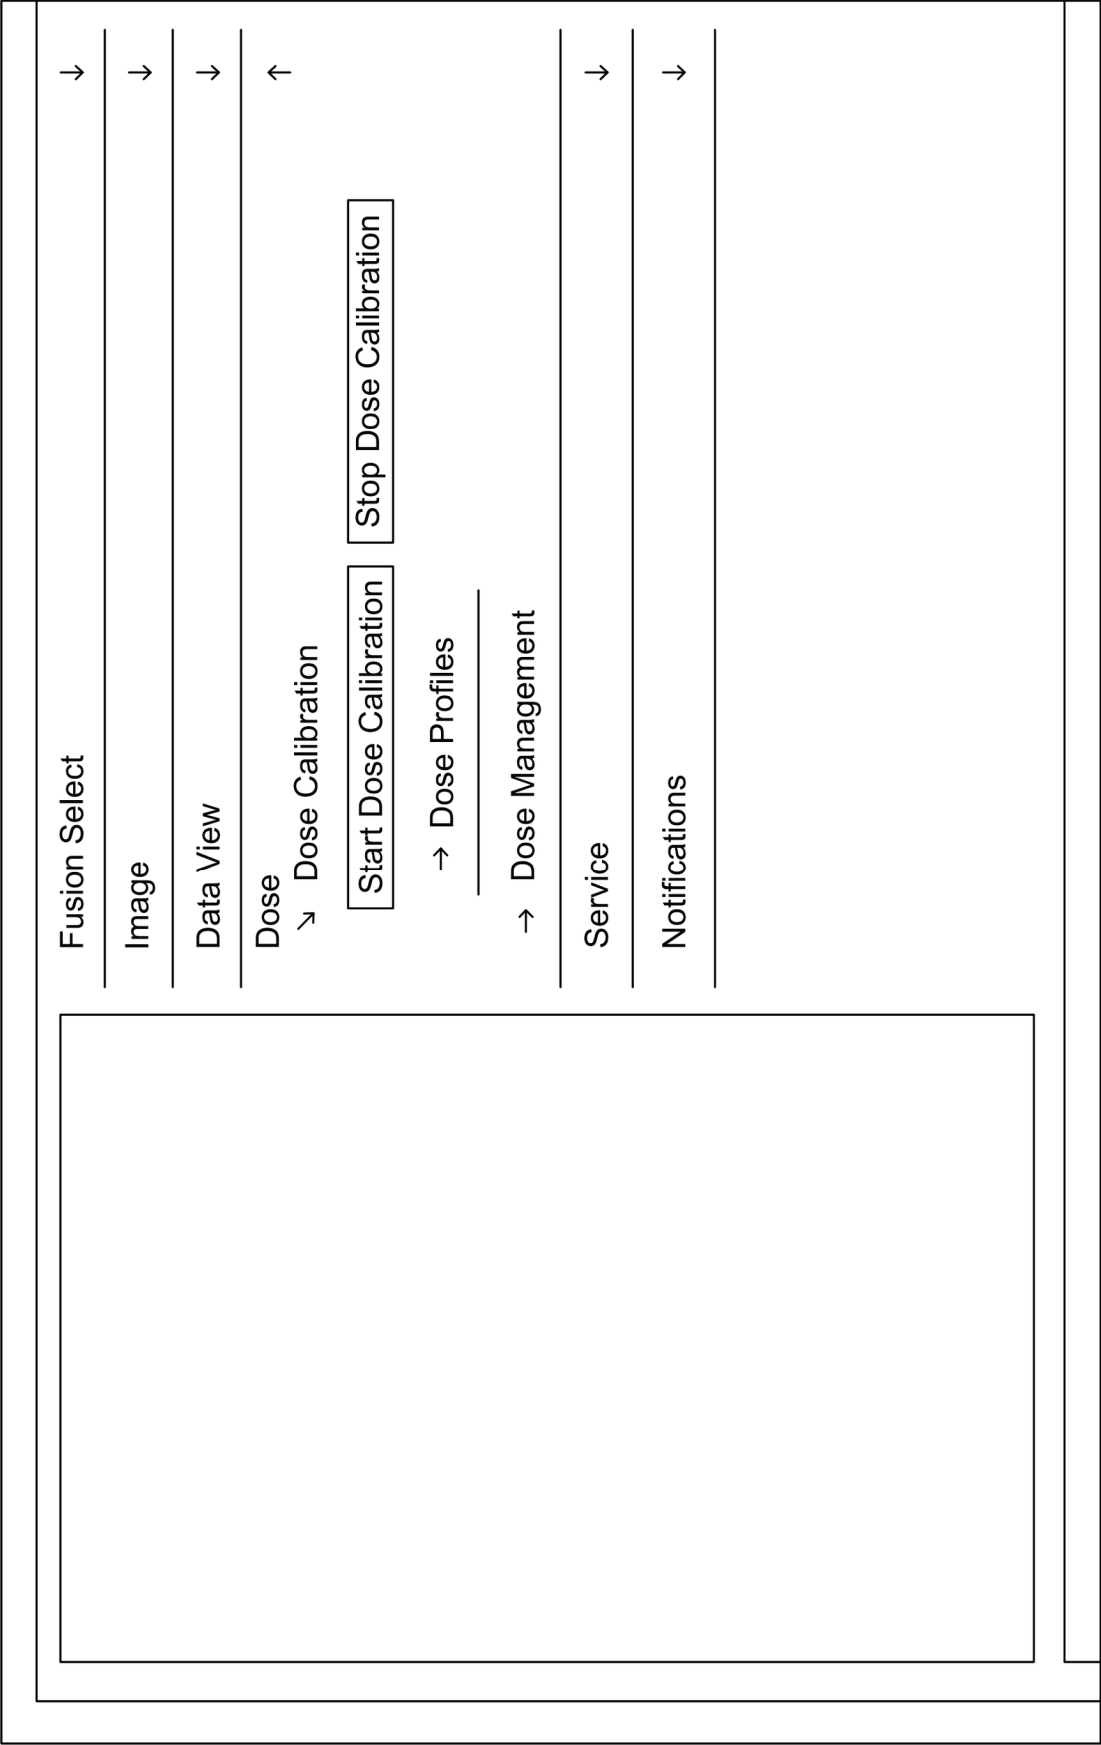 Fusion Select
Image
Data View
Dose
Dose Calibration
Start Dose Calibration Stop Dose Calibration
Dose Profiles
Dose Management
Service
Notifications